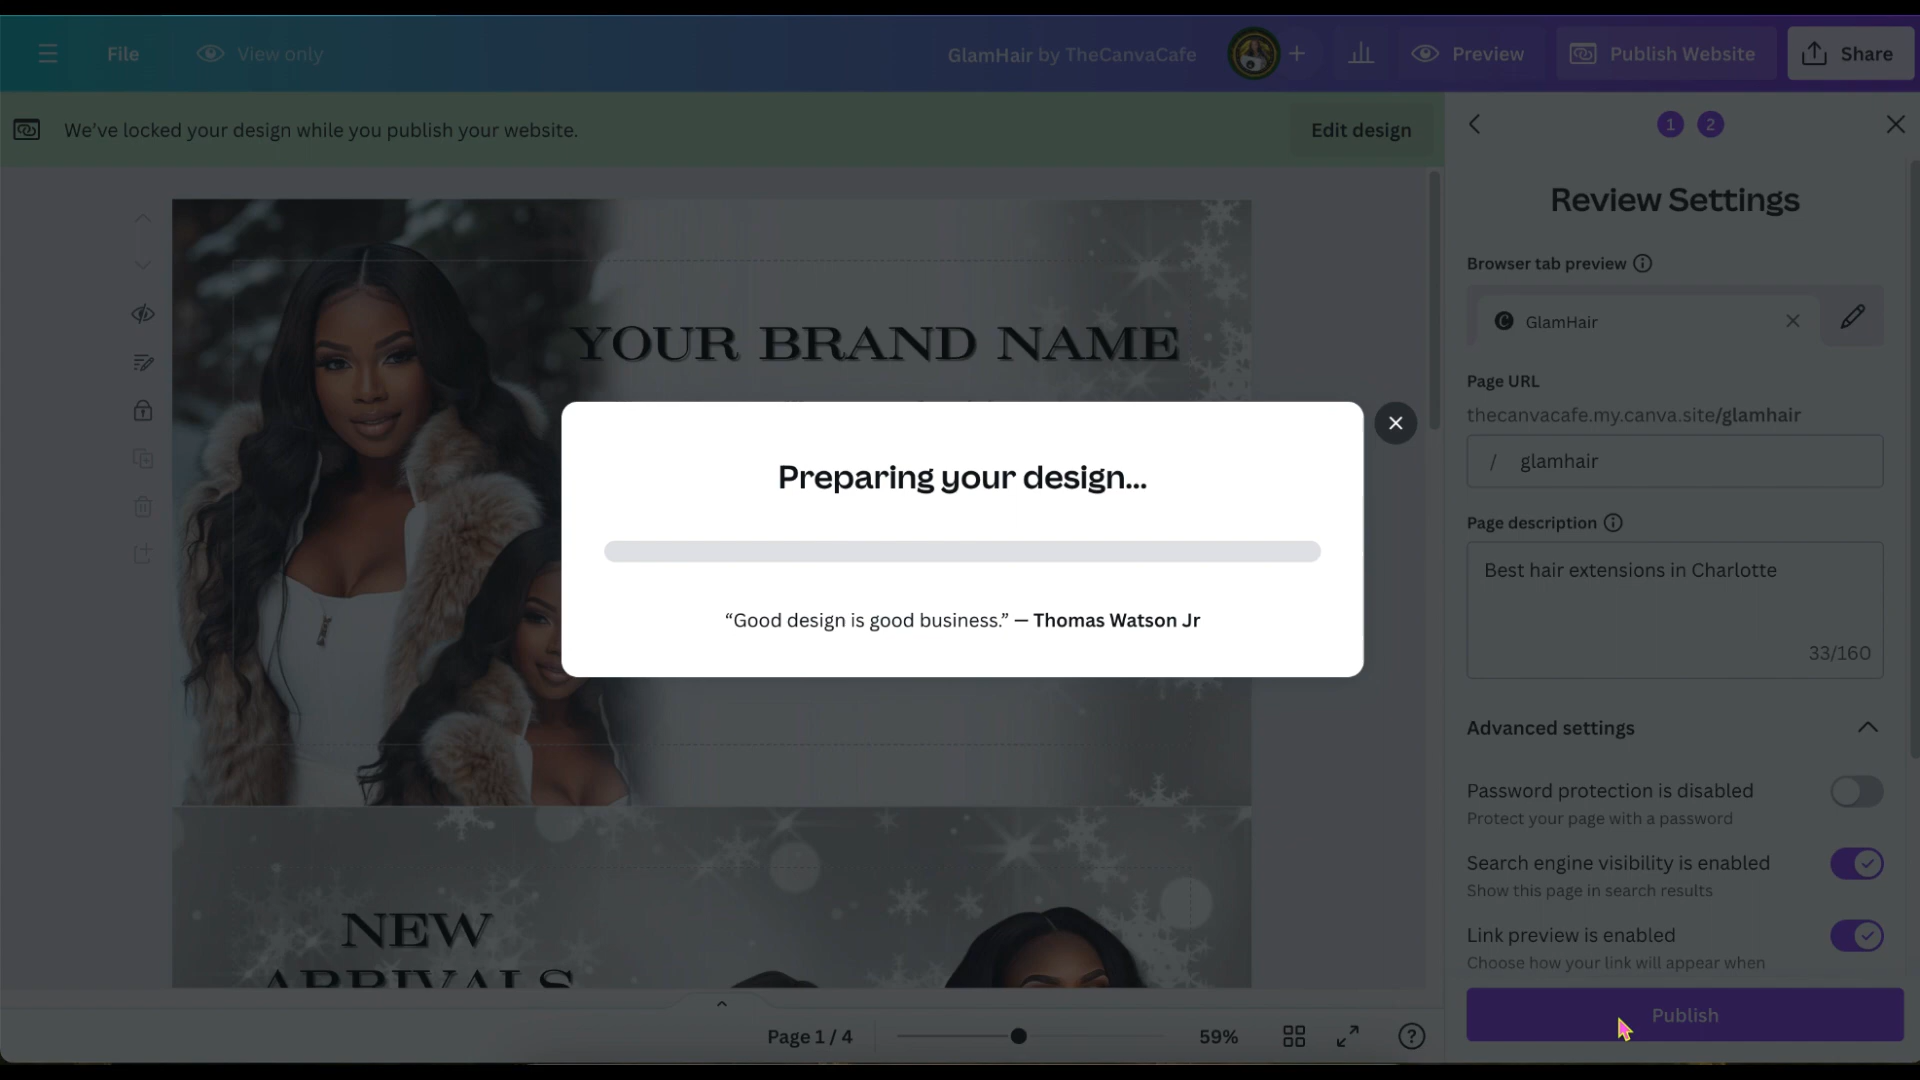 File
View only
GlamHair by TheCanvaCafe
Preview
Publish Website
Share
We've locked your design while you publish your website.
Edit design
1 2
Review Settings
Browser tab preview
GlamHair
Page URL
thecanvacafe.my.canva.site/glamhair
/ glamhair
Page description
Best hair extensions in Charlotte
33/160
Advanced settings
Password protection is disabled
Protect your page with a password
Search engine visibility is enabled
Show this page in search results
Link preview is enabled
Choose how your link will appear when
Publish
YOUR BRAND NAME
Preparing your design...
“Good design is good business.” — Thomas Watson Jr
NEW
ARRIVALS
Page 1 / 4
59%